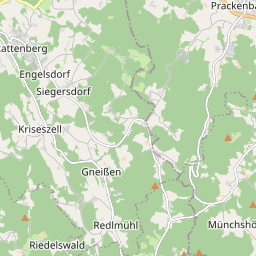 Prackenba
attenberg
Engelsdorf
Siegersdorf
Kriseszell
Gneißen
Redlmühl
Münchshö
Riedelswald